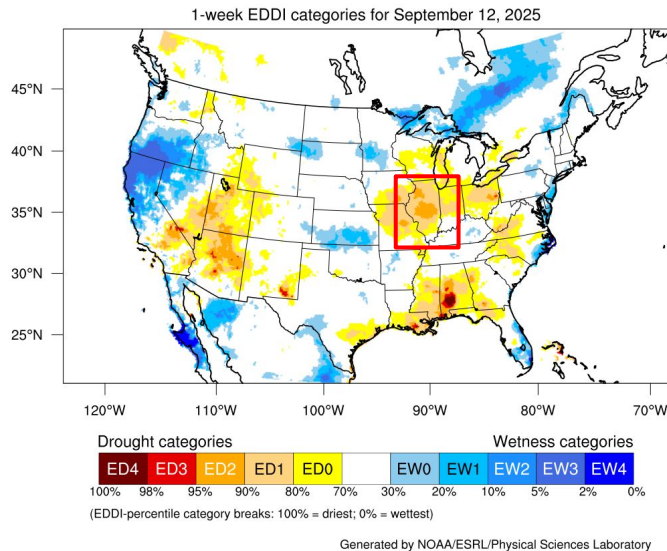 1-week EDDI categories for September 12, 2025
45°N
40°N
35°N
30°N
25°N
120°W 110°W 100°W 90°W 80°W 70°W
Drought categories Wetness categories
ED4 ED3 ED2 ED1 ED0 EW0 EW1 EW2 EW3 EW4
100% 98% 95% 90% 80% 70% 30% 20% 10% 5% 2% 0%
(EDDI-percentile category breaks: 100% = driest; 0% = wettest)
Generated by NOAA/ESRL/Physical Sciences Laboratory